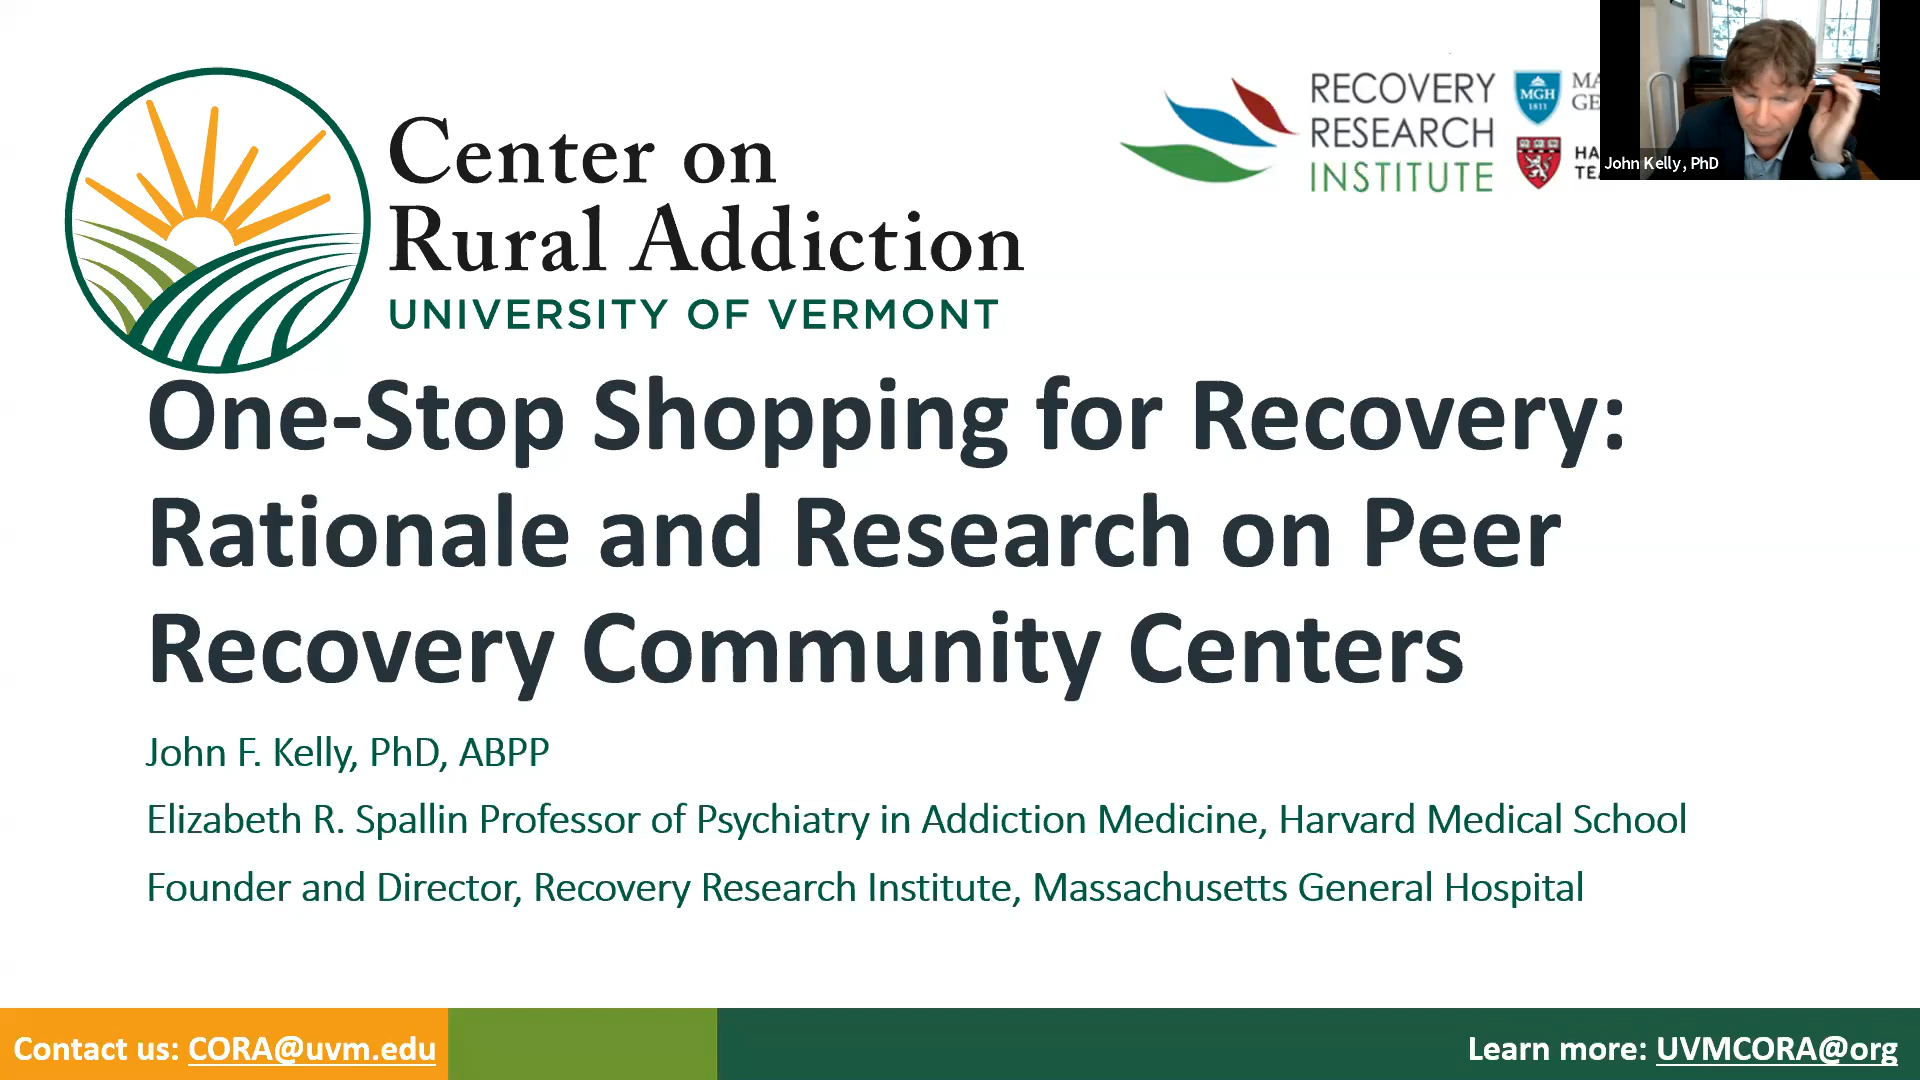 Center on
Rural Addiction
UNIVERSITY OF VERMONT
RECOVERY
RESEARCH
INSTITUTE
MGH
1811
John Kelly, PhD
One-Stop Shopping for Recovery:
Rationale and Research on Peer
Recovery Community Centers
John F. Kelly, PhD, ABPP
Elizabeth R. Spallin Professor of Psychiatry in Addiction Medicine, Harvard Medical School
Founder and Director, Recovery Research Institute, Massachusetts General Hospital
Contact us: CORA@uvm.edu
Learn more: UVMCORA@org